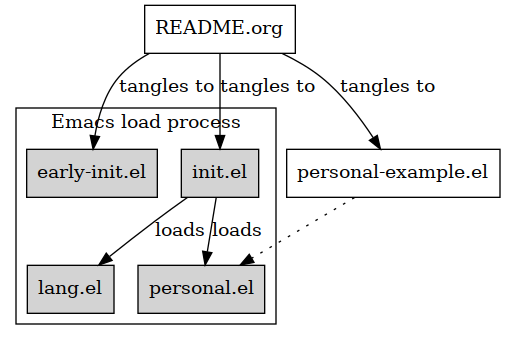 README.org
tangles to tangles to tangles to
Emacs load process
early-init.el init.el personal-example.el
loads loads
lang.el personal.el